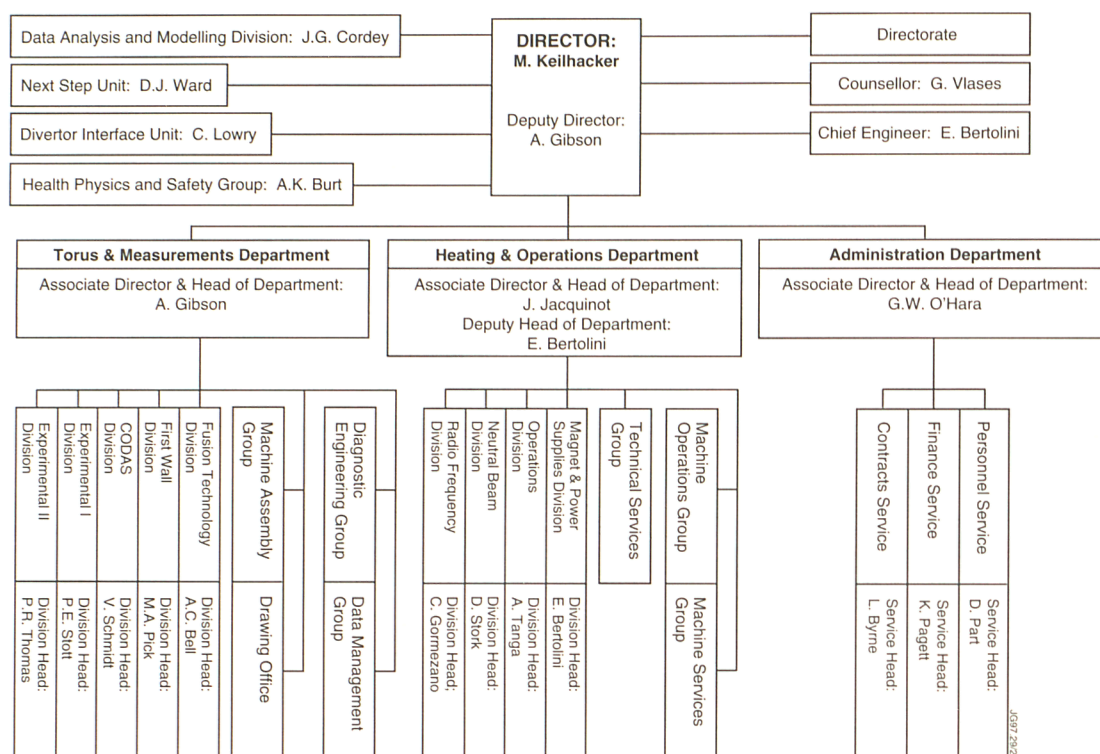 Data Analysis and Modelling Division: J.G. Cordey
Next Step Unit: D.J. Ward
Divertor Interface Unit: C. Lowry
Health Physics and Safety Group: A.K. Burt
DIRECTOR:
M. Keilhacker
Deputy Director:
A. Gibson
Directorate
Counsellor: G. Vlases
Chief Engineer: E. Bertolini
Torus & Measurements Department
Associate Director & Head of Department:
A. Gibson
Heating & Operations Department
Associate Director & Head of Department:
J. Jacquinot
Deputy Head of Department:
E. Bertolini
Administration Department
Associate Director & Head of Department:
G.W. O'Hara
Experimental II
Division
Division Head:
P.R. Thomas
Experimental I
Division
Division Head:
P.E. Stott
CODAS
Division
Division Head:
V. Schmidt
First Wall
Division
Division Head:
M.A. Pick
Fusion Technology
Division
Division Head:
A.C. Bell
Machine Assembly
Group
Drawing Office
Diagnostic
Engineering Group
Data Management
Group
Radio Frequency
Division
Division Head;
C. Gormezano
Neutral Beam
Division
Division Head:
D. Stork
Operations
Division
Division Head:
A. Tanga
Magnet & Power
Supplies Division
Division Head:
E. Bertolini
Technical Services
Group
Machine
Operations Group
Machine Services
Group
Contracts Service
Service Head:
L. Byrne
Finance Service
Service Head:
K. Pagett
Personnel Service
Service Head:
D. Part